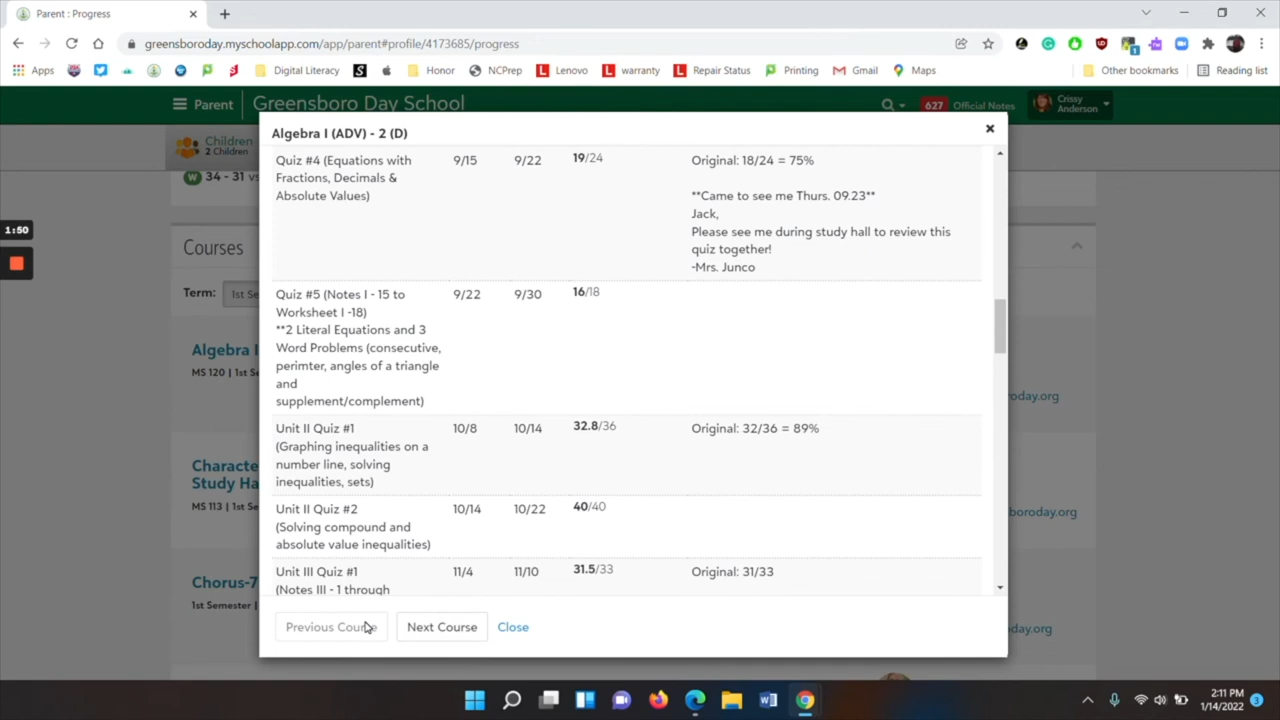 Parent : Progress
greensboroday.myschoolapp.com/app/parent#profile/4173685/progress
Apps
Digital Literacy
Honor
NCPrep
Lenovo
warranty
Repair Status
Printing
Gmail
Maps
Other bookmarks
Reading list
Parent
Greensboro Day School
627
Official Notes
Crissy
Anderson
Children
2 Children
W 34 - 31 vs
Courses
Term:
1st Se
Algebra I
MS 120 | 1st S
Characte
Study Ha
MS 113 | 1st S
Chorus-7
1st Semester |
oday.org
boroday.org
day.org
1:50
Algebra I (ADV) - 2 (D)
Quiz #4 (Equations with
Fractions, Decimals &
Absolute Values)
9/15
9/22
19/24
Original: 18/24 = 75%
**Came to see me Thurs. 09.23**
Jack,
Please see me during study hall to review this
quiz together!
-Mrs. Junco
Quiz #5 (Notes I - 15 to
Worksheet I -18)
**2 Literal Equations and 3
Word Problems (consecutive,
perimter, angles of a triangle
and
supplement/complement)
9/22
9/30
16/18
Unit II Quiz #1
(Graphing inequalities on a
number line, solving
inequalities, sets)
10/8
10/14
32.8/36
Original: 32/36 = 89%
Unit II Quiz #2
(Solving compound and
absolute value inequalities)
10/14
10/22
40/40
Unit III Quiz #1
(Notes III - 1 through
11/4
11/10
31.5/33
Original: 31/33
Previous Course
Next Course
Close
2:11 PM
1/14/2022
3